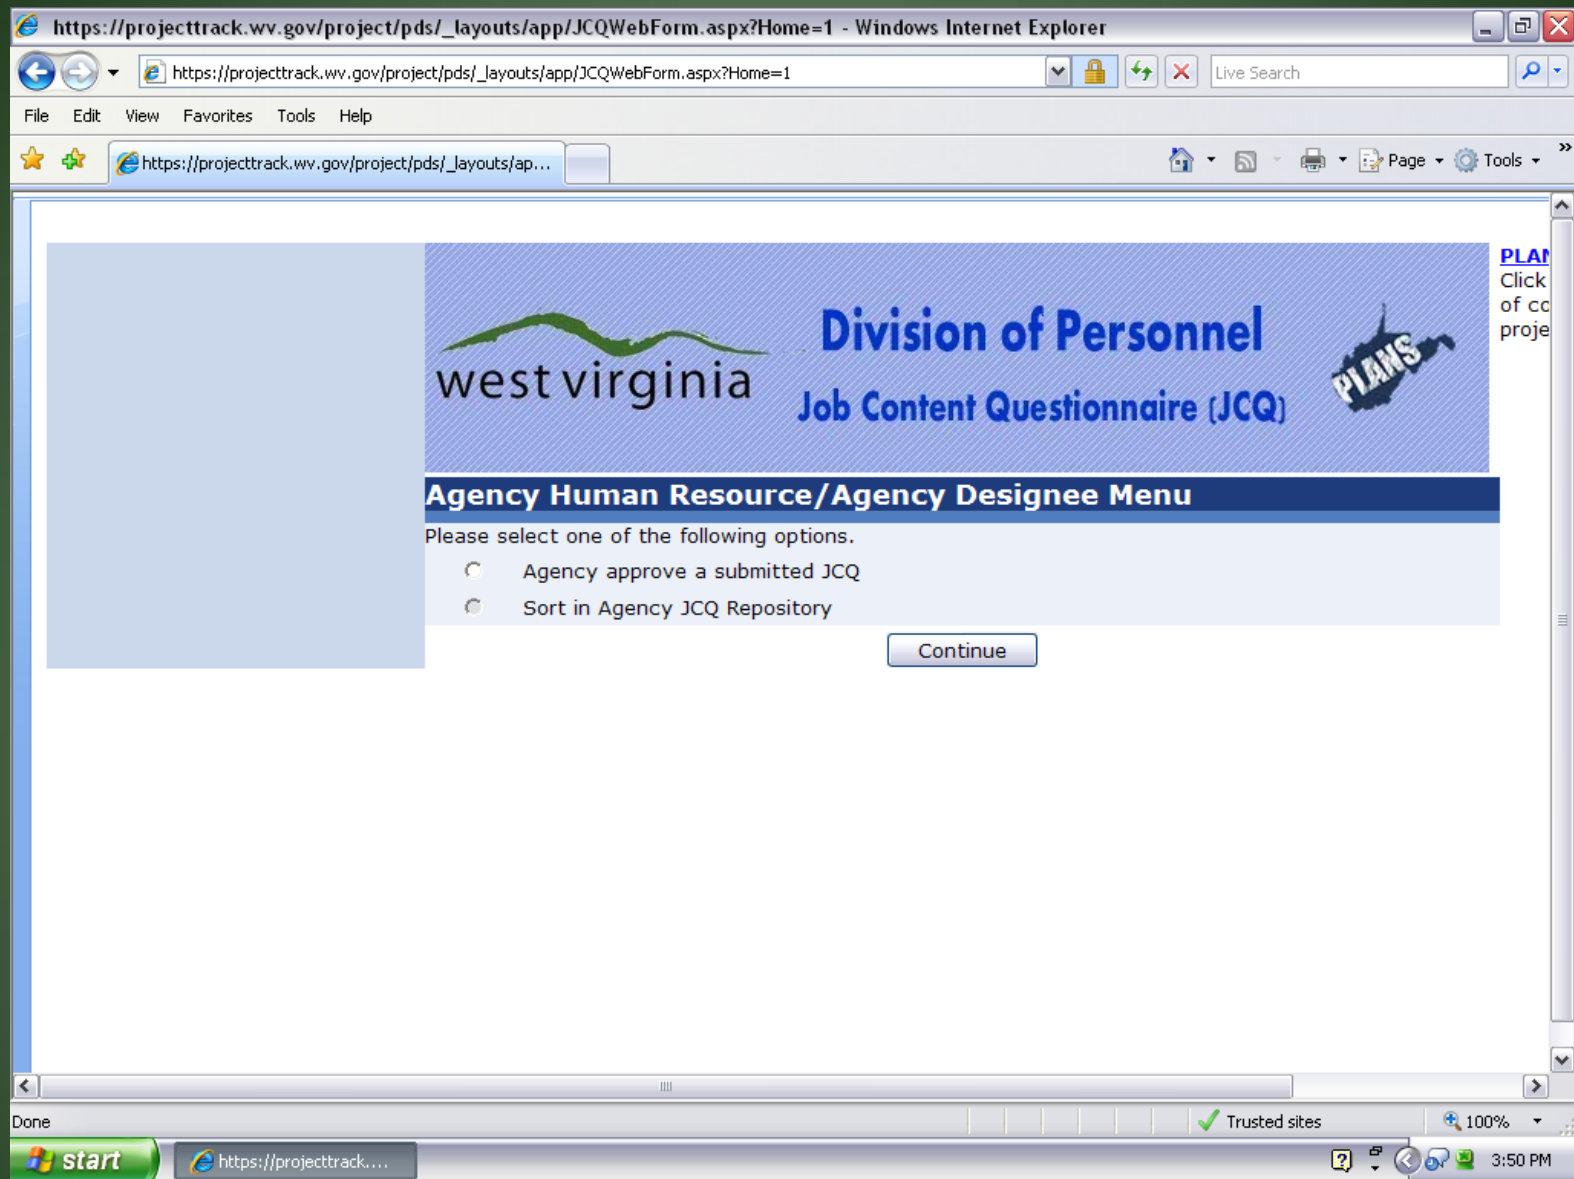 https://projecttrack.wv.gov/project/pds/_layouts/app/JCQWebForm.aspx?Home=1 - Windows Internet Explorer
https://projecttrack.wv.gov/project/pds/_layouts/app/JCQWebForm.aspx?Home=1
Live Search
File Edit View Favorites Tools Help
https://projecttrack.wv.gov/project/pds/_layouts/ap...
Page Tools
west virginia
Division of Personnel
Job Content Questionnaire (JCQ)
PLANS
PLAN
Click
of co
proje
Agency Human Resource/Agency Designee Menu
Please select one of the following options.
Agency approve a submitted JCQ
Sort in Agency JCQ Repository
Continue
Done
Trusted sites
100%
start
https://projecttrack....
3:50 PM